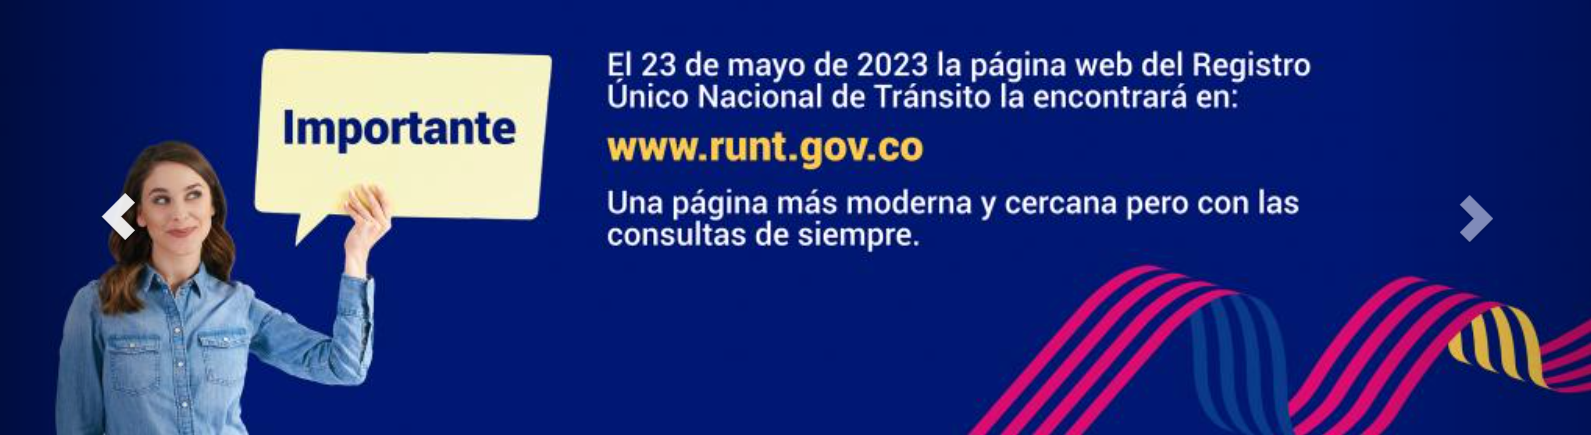 Importante
El 23 de mayo de 2023 la página web del Registro
Único Nacional de Tránsito la encontrará en:
www.runt.gov.co
Una página más moderna y cercana pero con las
consultas de siempre.